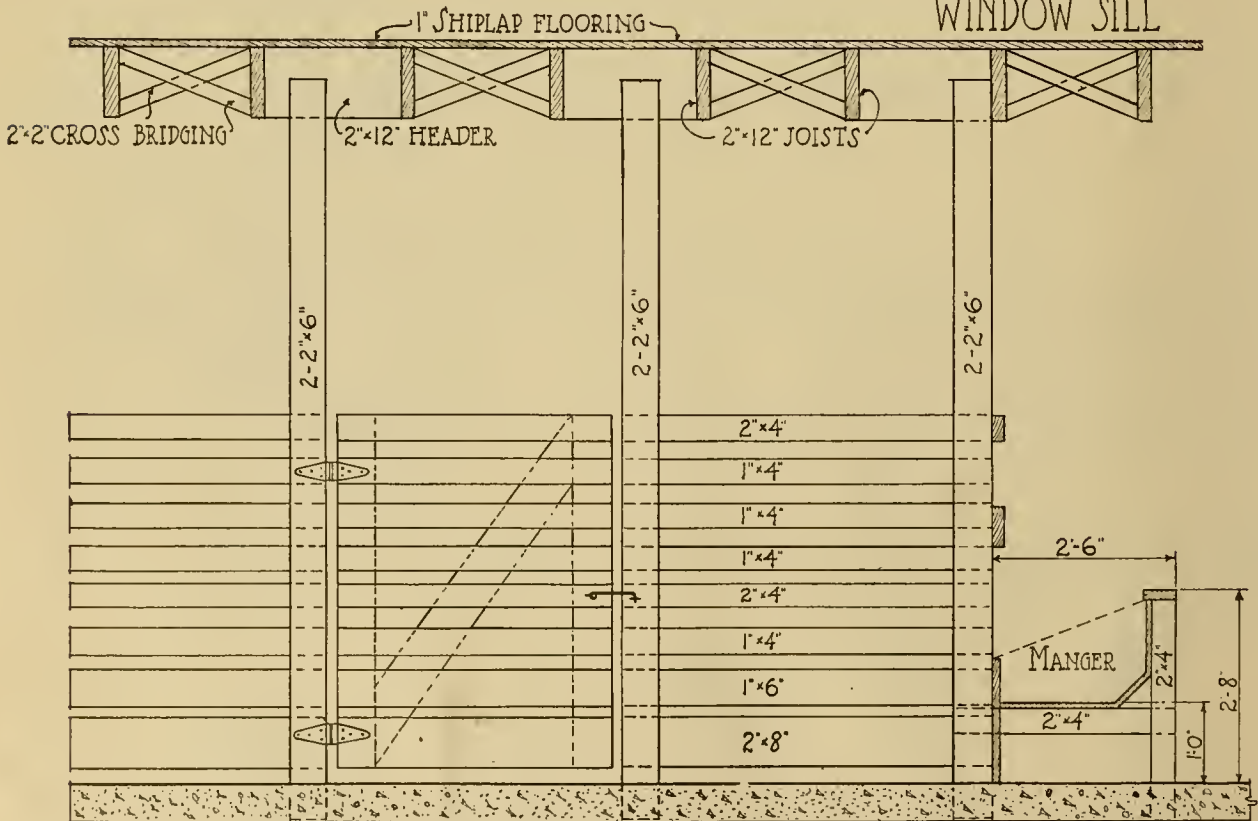 WINDOW SILL
1" SHIPLAP FLOORING
2"×2" CROSS BRIDGING
2"×12" HEADER
2"×12" JOISTS
2-2"×6"
2-2"×6"
2-2"×6"
2"×4"
1"×4"
1"×4"
1"×4"
2"×4"
1"×4"
1"×6"
2"×8"
2'-6"
MANGER
2"×4"
2"×4"
1'-0"
2'-8"